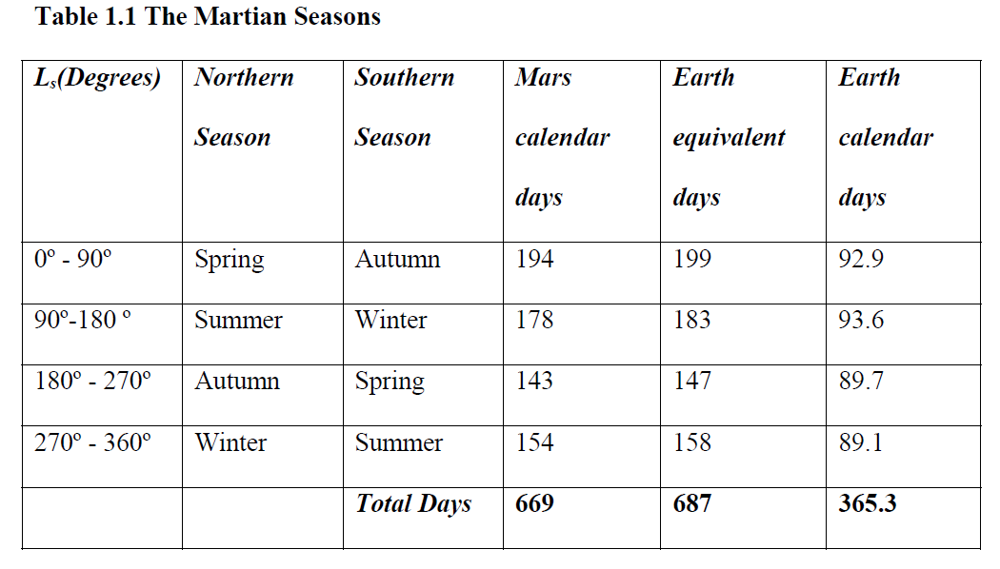 Table 1.1 The Martian Seasons
Ls(Degrees) Northern Season Southern Season Mars calendar days Earth equivalent days Earth calendar days
0º - 90º Spring Autumn 194 199 92.9
90º-180 º Summer Winter 178 183 93.6
180º - 270º Autumn Spring 143 147 89.7
270º - 360º Winter Summer 154 158 89.1
Total Days 669 687 365.3